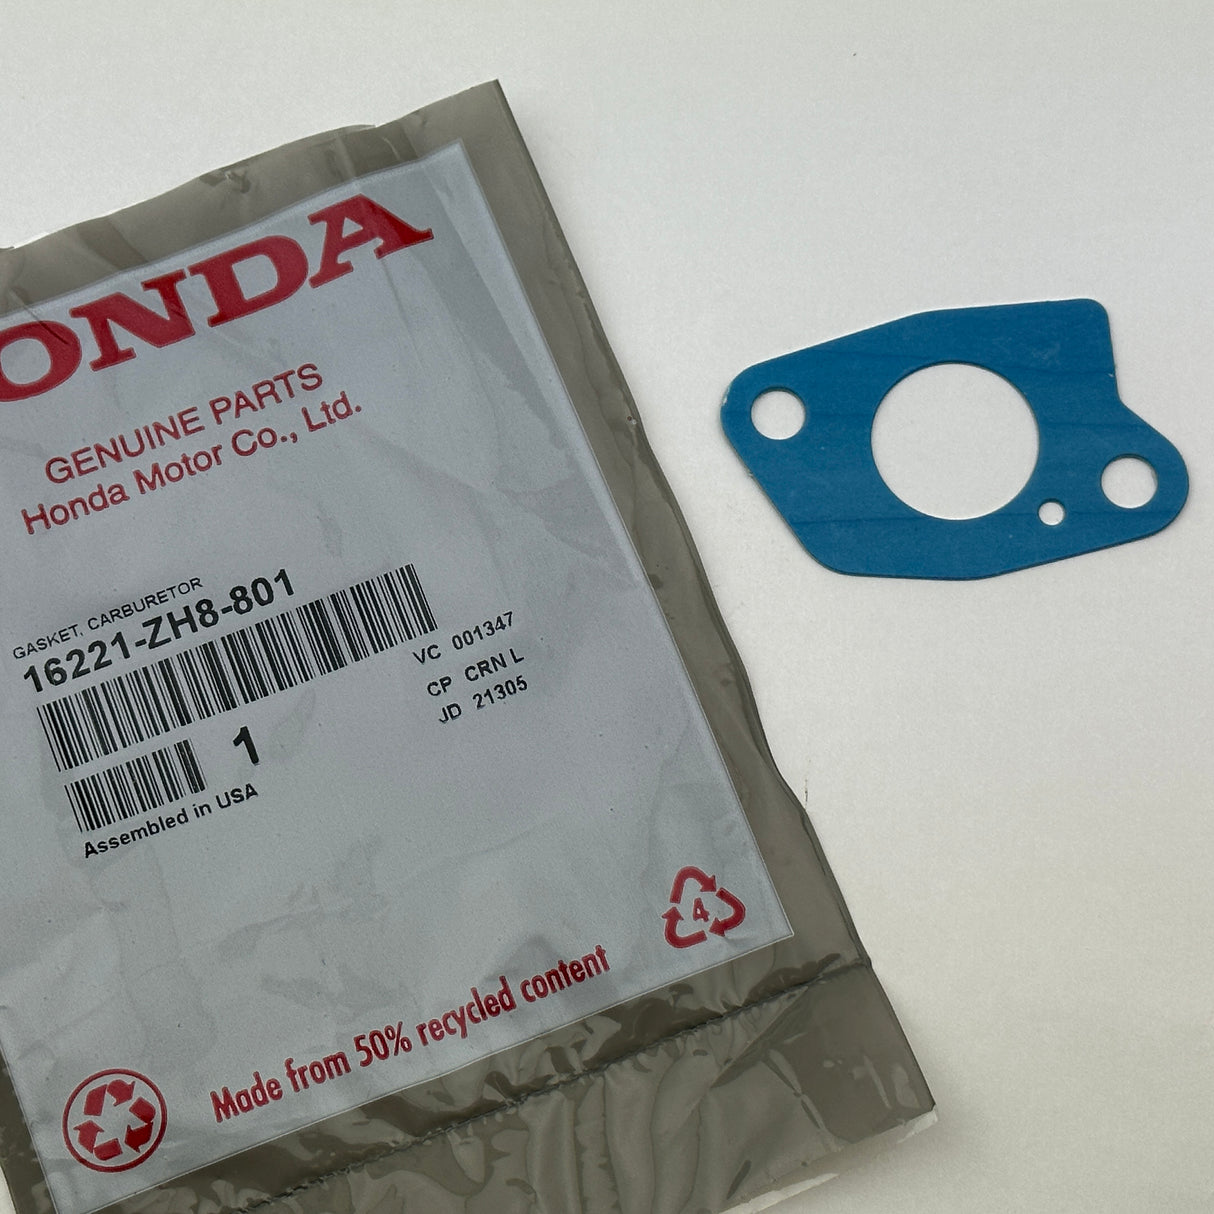 ONDA
GENUINE PARTS
Honda Motor Co., Ltd.
GASKET, CARBURETOR
16221-ZH8-801
VC 001347
CP CRN L
JD 21305
1
Assembled in USA
4
Made from 50% recycled content